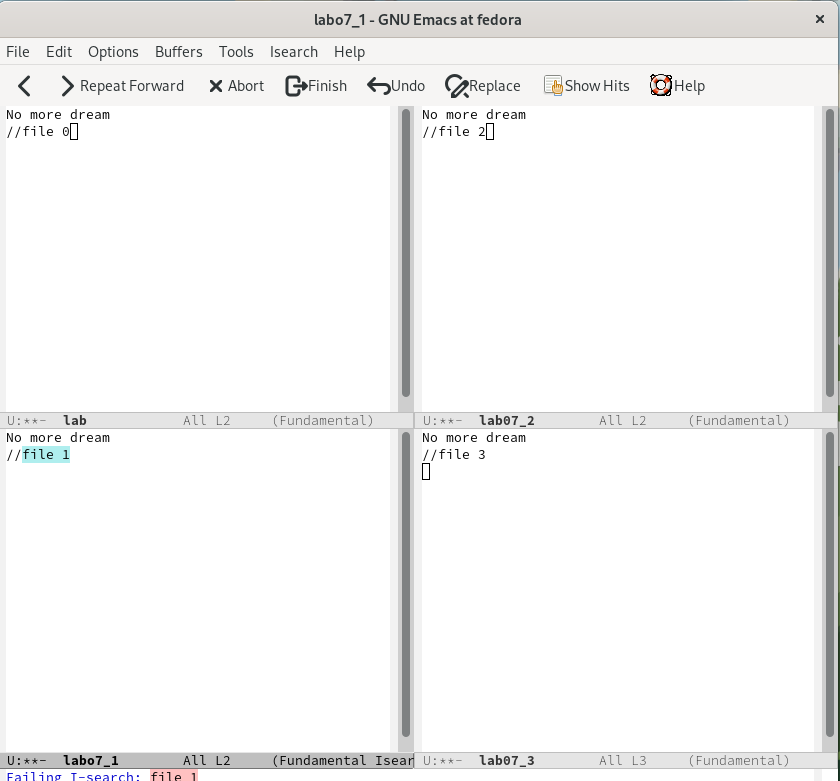 labo7_1 - GNU Emacs at fedora
File Edit Options Buffers Tools Isearch Help
Repeat Forward Abort Finish Undo Replace Show Hits Help
No more dream
//file 0
U:**- lab All L2 (Fundamental)
No more dream
//file 2
U:**- lab07_2 All L2 (Fundamental)
No more dream
//file 1
U:**- labo7_1 All L2 (Fundamental Isear
No more dream
//file 3
U:**- lab07_3 All L3 (Fundamental)
Failing I-search: file 1